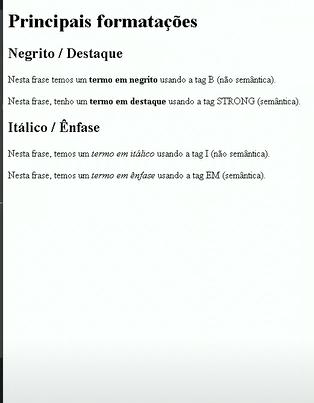 Principais formatações
Negrito / Destaque
Nesta frase temos um termo em negrito usando a tag B (não semântica).
Nesta frase, tenho um termo em destaque usando a tag STRONG (semântica).
Itálico / Ênfase
Nesta frase, temos um termo em itálico usando a tag I (não semântica).
Nesta frase, temos um termo em ênfase usando a tag EM (semântica).